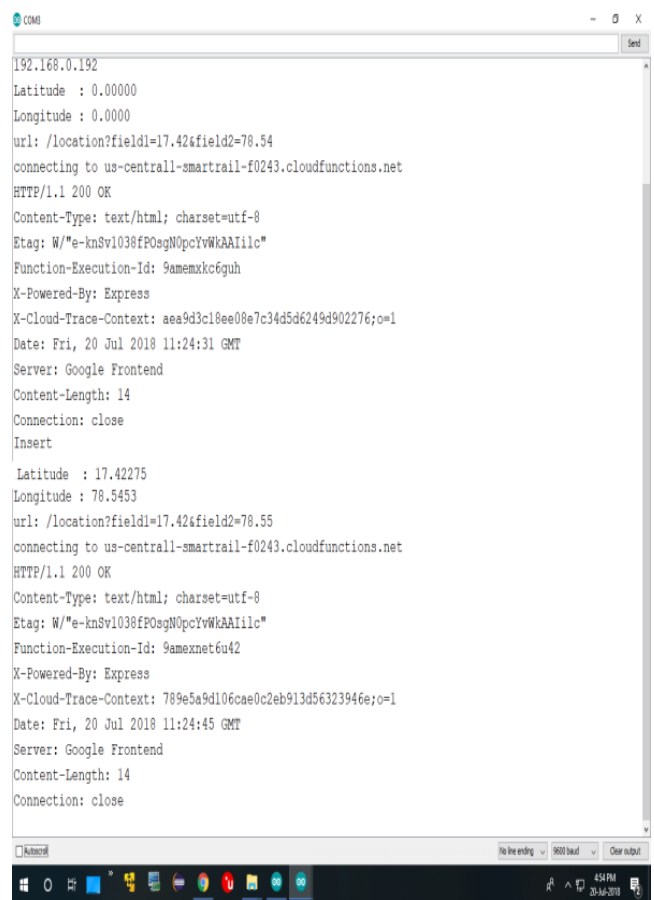 COM8
Send
192.168.0.192
Latitude : 0.00000
Longitude : 0.0000
url: /location?field1=17.42&field2=78.54
connecting to us-central1-smartrail-f0243.cloudfunctions.net
HTTP/1.1 200 OK
Content-Type: text/html; charset=utf-8
Etag: W/"e-knSvl038fPOsgN0pcYvWkAAIilc"
Function-Execution-Id: 9amemxkc6guh
X-Powered-By: Express
X-Cloud-Trace-Context: aea9d3c18ee08e7c34d5d6249d902276;o=1
Date: Fri, 20 Jul 2018 11:24:31 GMT
Server: Google Frontend
Content-Length: 14
Connection: close
Insert
Latitude : 17.42275
Longitude : 78.5453
url: /location?field1=17.42&field2=78.55
connecting to us-central1-smartrail-f0243.cloudfunctions.net
HTTP/1.1 200 OK
Content-Type: text/html; charset=utf-8
Etag: W/"e-knSvl038fPOsgN0pcYvWkAAIilc"
Function-Execution-Id: 9amexnet6u42
X-Powered-By: Express
X-Cloud-Trace-Context: 789e5a9d106cae0c2eb913d56323946e;o=1
Date: Fri, 20 Jul 2018 11:24:45 GMT
Server: Google Frontend
Content-Length: 14
Connection: close
Autoscroll No line ending 9600 baud Clear output
4:54 PM
20-Jul-2018